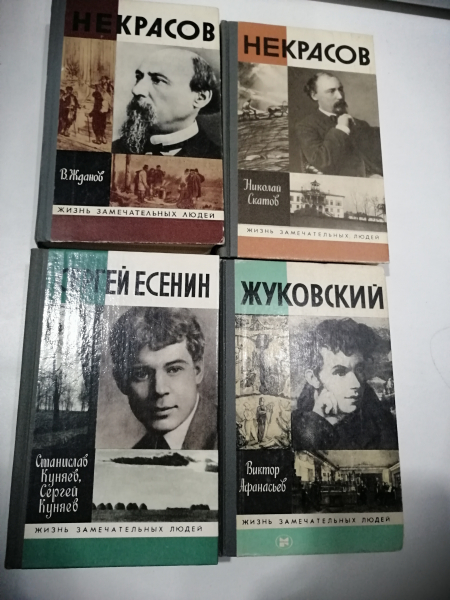 НЕКРАСОВ
В. Жданов
ЖИЗНЬ ЗАМЕЧАТЕЛЬНЫХ ЛЮДЕЙ
НЕКРАСОВ
Николай
Скатов
ЖИЗНЬ ЗАМЕЧАТЕЛЬНЫХ ЛЮДЕЙ
СЕРГЕЙ ЕСЕНИН
Станислав
Куняев,
Сергей
Куняев
ЖИЗНЬ ЗАМЕЧАТЕЛЬНЫХ ЛЮДЕЙ
ЖУКОВСКИЙ
Виктор
Афанасьев
ЖИЗНЬ ЗАМЕЧАТЕЛЬНЫХ ЛЮДЕЙ